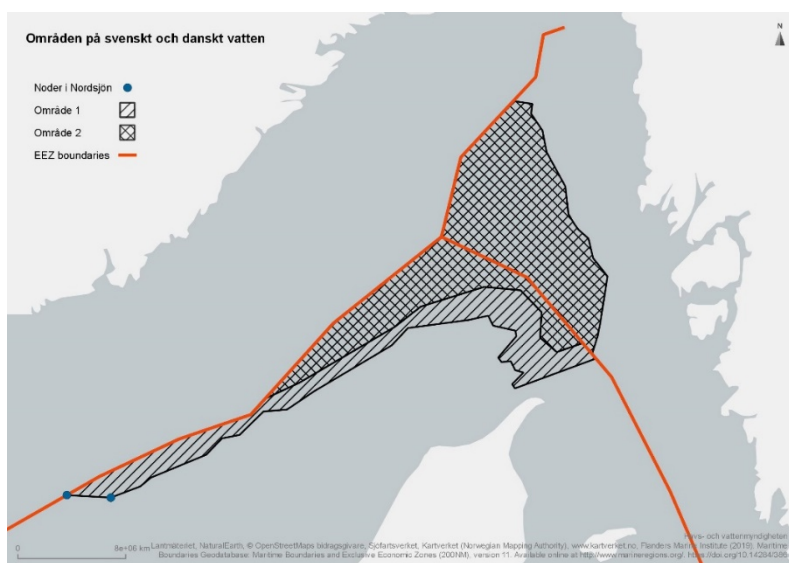 Områden på svenskt och danskt vatten
N
Noder i Nordsjön
Område 1
Område 2
EEZ boundaries
0
8e+06 km
Havs- och vattenmyndigheten
Lantmäteriet, NaturalEarth, © OpenStreetMaps bidragsgivare, Sjöfartsverket, Kartverket (Norwegian Mapping Authority), www.kartverket.no, Flanders Marine Institute (2019). Maritime
Boundaries Geodatabase: Maritime Boundaries and Exclusive Economic Zones (200NM), version 11. Available online at http://www.marineregions.org/. https://doi.org/10.14284/386